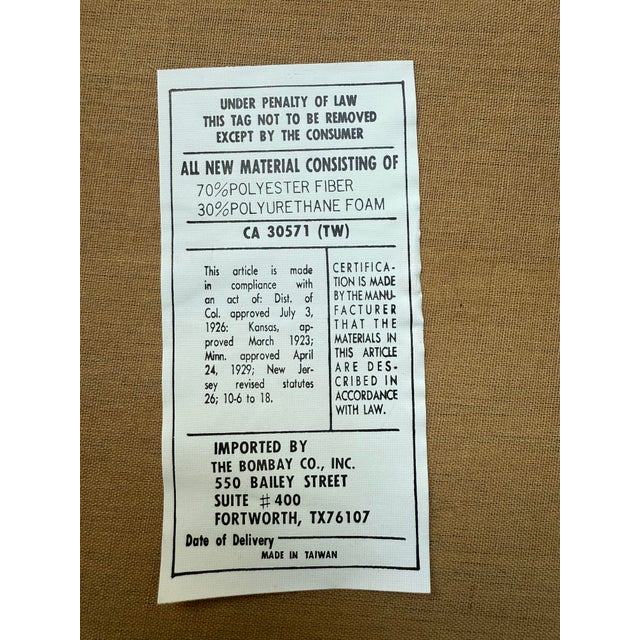 UNDER PENALTY OF LAW
THIS TAG NOT TO BE REMOVED
EXCEPT BY THE CONSUMER
ALL NEW MATERIAL CONSISTING OF
70%POLYESTER FIBER
30%POLYURETHANE FOAM
CA 30571 (TW)
This article is made
in compliance with
an act of: Dist. of
Col. approved July 3,
1926: Kansas, ap-
proved March 1923;
Minn. approved April
24, 1929; New Jer-
sey revised statutes
26; 10-6 to 18.
CERTIFICA-
TION IS MADE
BY THE MANU-
FACTURER
THAT THE
MATERIALS IN
THIS ARTICLE
ARE DES-
CRIBED IN
ACCORDANCE
WITH LAW.
IMPORTED BY
THE BOMBAY CO., INC.
550 BAILEY STREET
SUITE #400
FORTWORTH, TX76107
Date of Delivery
MADE IN TAIWAN